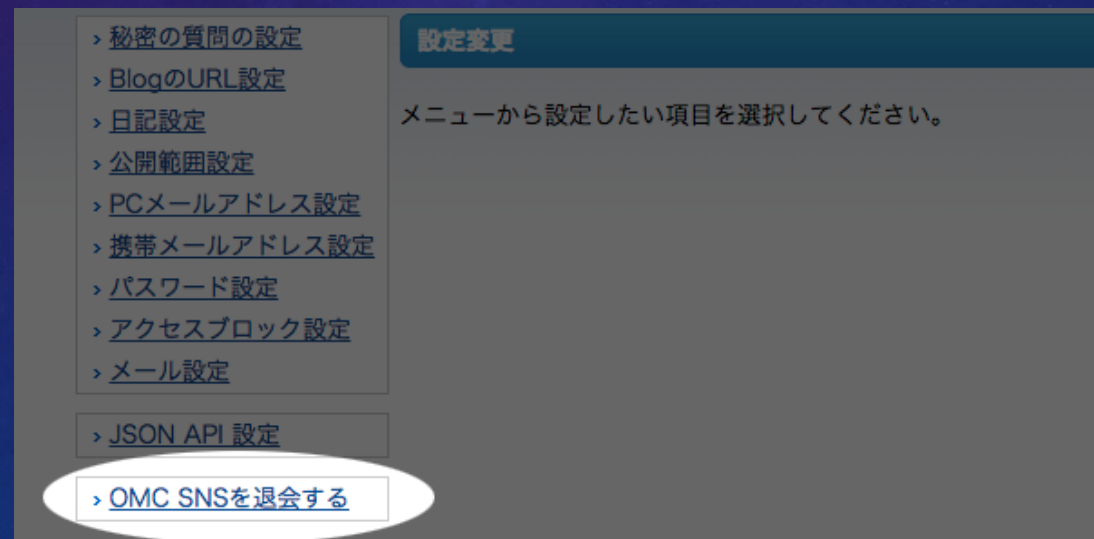 › 秘密の質問の設定
› BlogのURL設定
› 日記設定
› 公開範囲設定
› PCメールアドレス設定
› 携帯メールアドレス設定
› パスワード設定
› アクセスブロック設定
› メール設定
› JSON API 設定
› OMC SNSを退会する
設定変更
メニューから設定したい項目を選択してください。